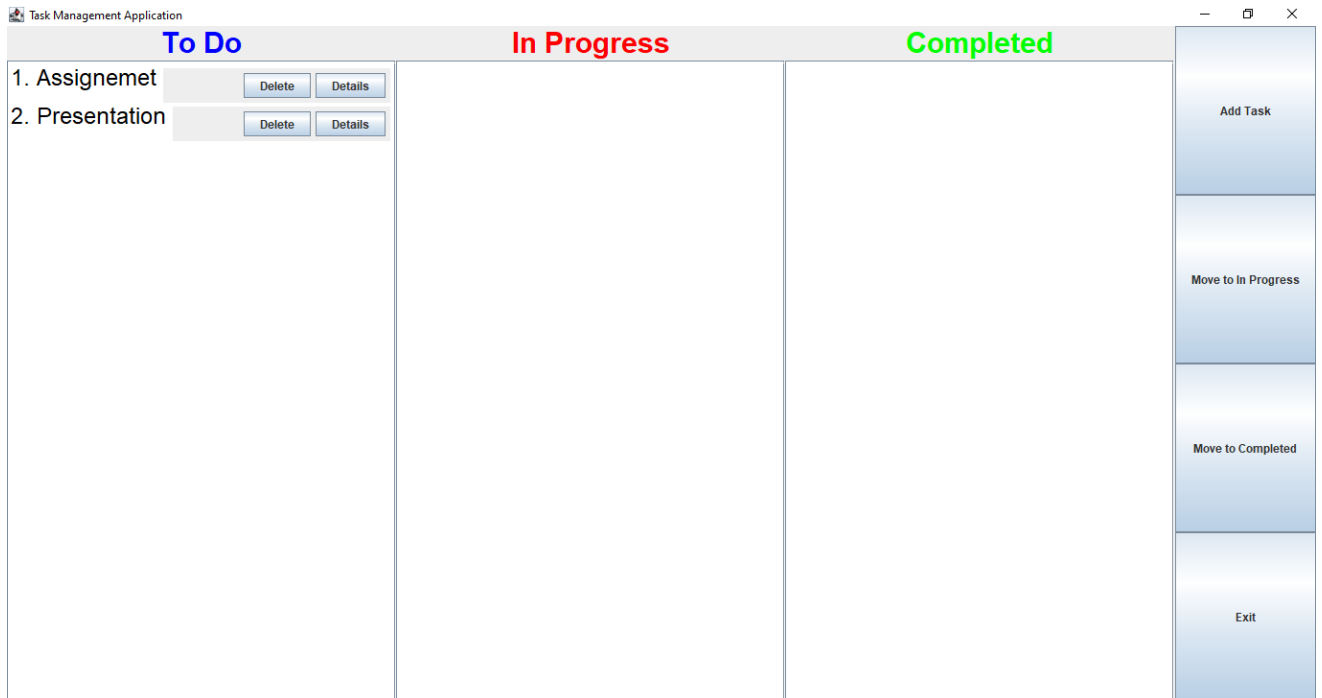 Task Management Application
To Do
In Progress
Completed
1. Assignemet
Delete
Details
2. Presentation
Delete
Details
Add Task
Move to In Progress
Move to Completed
Exit